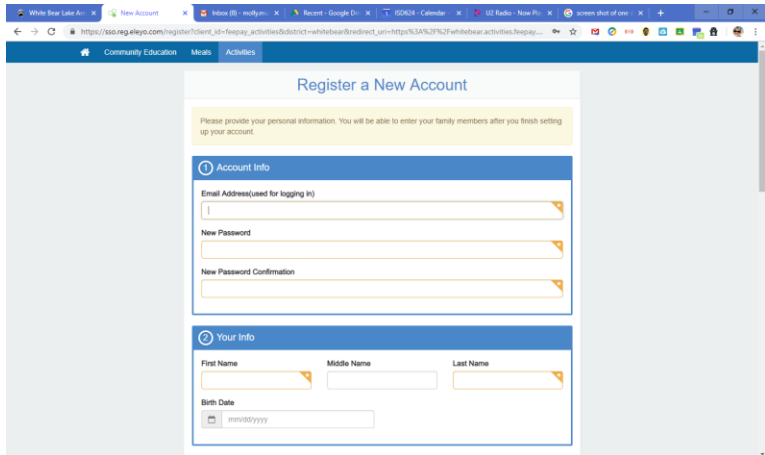 White Bear Lake Are
New Account
Inbox (8) - molly.m
Recent - Google Dri
ISD624 - Calendar -
U2 Radio - Now Pla
screen shot of one
https://sso.reg.eleyo.com/register?client_id=feepay_activities&district=whitebear&redirect_uri=https%3A%2F%2Fwhitebear.activities.feepay....
Community Education Meals Activities
Register a New Account
Please provide your personal information. You will be able to enter your family members after you finish setting
up your account.
1 Account Info
Email Address(used for logging in)
New Password
New Password Confirmation
2 Your Info
First Name Middle Name Last Name
Birth Date
mm/dd/yyyy